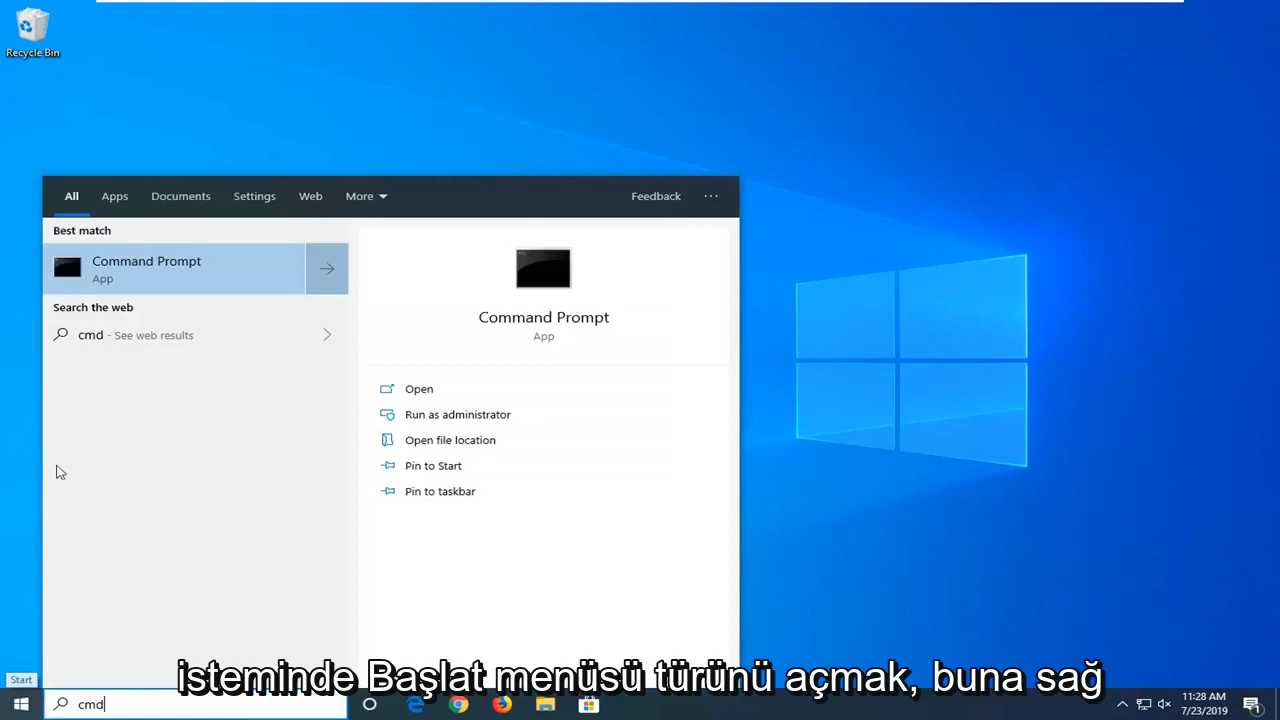 Recycle Bin
All Apps Documents Settings Web More Feedback ...
Best match
Command Prompt
App
Search the web
cmd - See web results
Command Prompt
App
Open
Run as administrator
Open file location
Pin to Start
Pin to taskbar
isteminde Başlat menüsü türünü açmak, buna sağ
Start
cmd
11:28 AM
7/23/2019
1